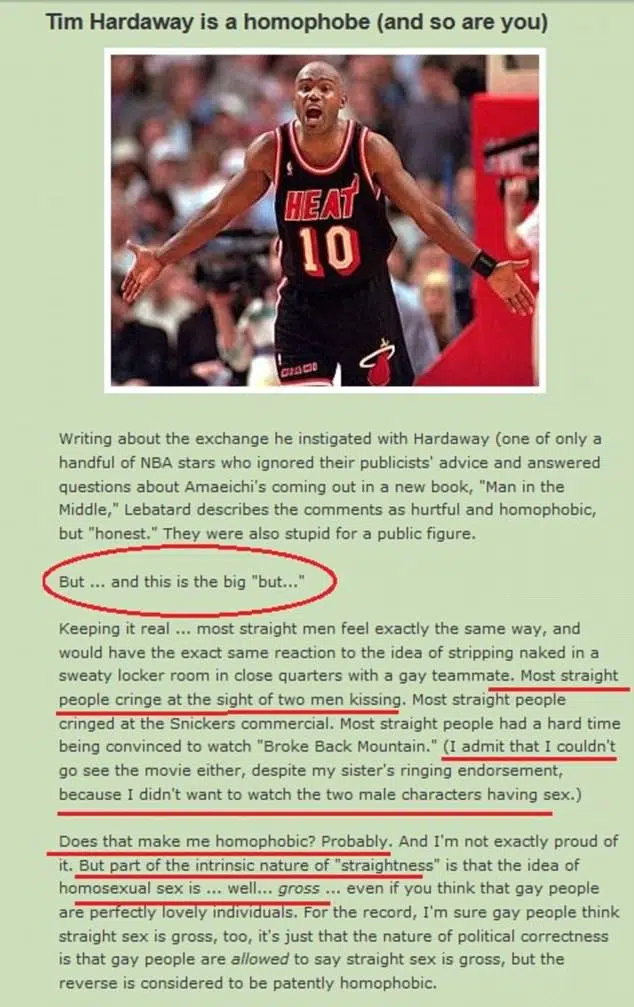 Tim Hardaway is a homophobe (and so are you)
HEAT
10
Writing about the exchange he instigated with Hardaway (one of only a
handful of NBA stars who ignored their publicists' advice and answered
questions about Amaeichi's coming out in a new book, "Man in the
Middle," Lebatard describes the comments as hurtful and homophobic,
but "honest." They were also stupid for a public figure.
But ... and this is the big "but..."
Keeping it real ... most straight men feel exactly the same way, and
would have the exact same reaction to the idea of stripping naked in a
sweaty locker room in close quarters with a gay teammate. Most straight
people cringe at the sight of two men kissing. Most straight people
cringed at the Snickers commercial. Most straight people had a hard time
being convinced to watch "Broke Back Mountain." (I admit that I couldn't
go see the movie either, despite my sister's ringing endorsement,
because I didn't want to watch the two male characters having sex.)
Does that make me homophobic? Probably. And I'm not exactly proud of
it. But part of the intrinsic nature of "straightness" is that the idea of
homosexual sex is ... well... gross ... even if you think that gay people
are perfectly lovely individuals. For the record, I'm sure gay people think
straight sex is gross, too, it's just that the nature of political correctness
is that gay people are allowed to say straight sex is gross, but the
reverse is considered to be patently homophobic.